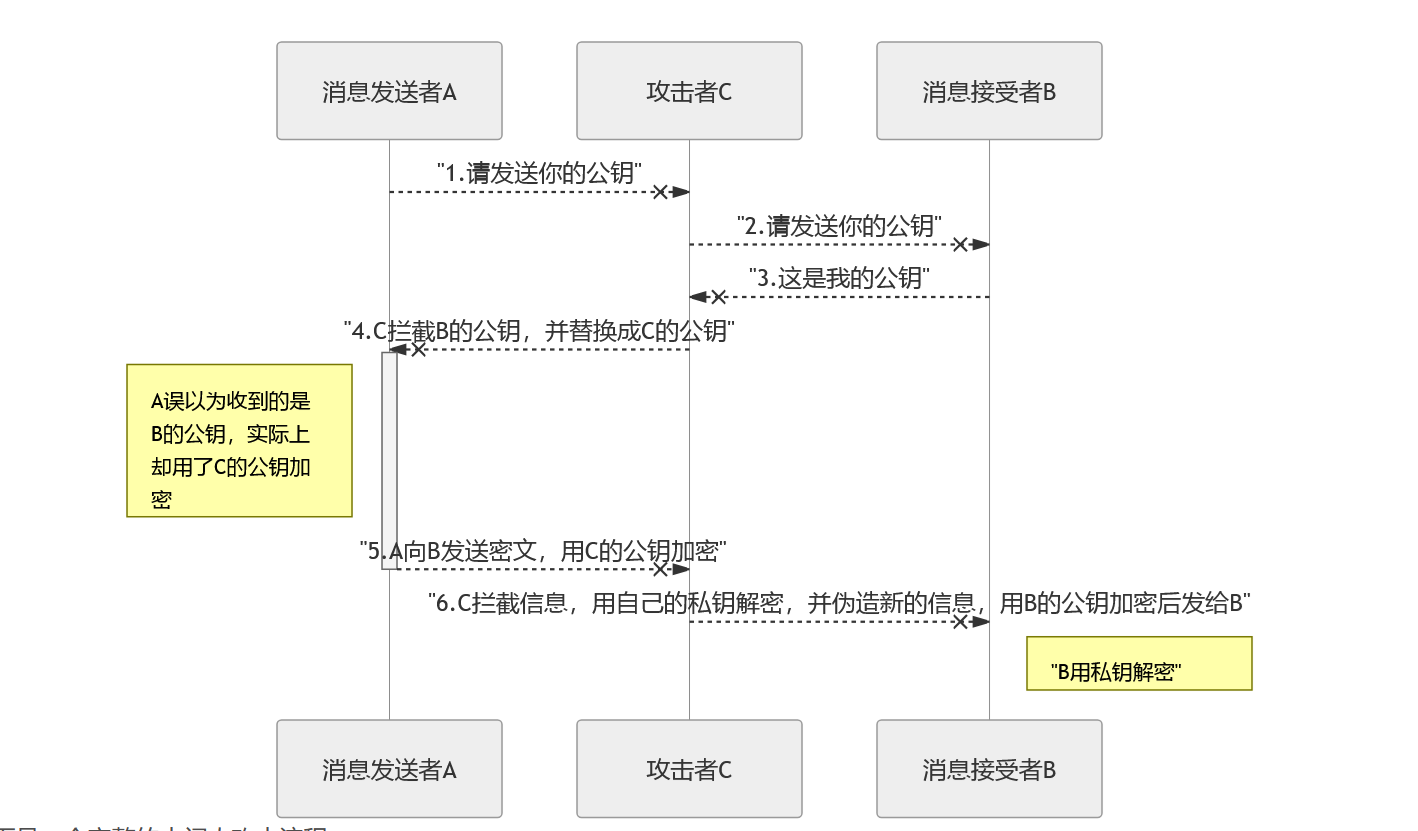 消息发送者A
攻击者C
消息接受者B
"1.请发送你的公钥"
"2.请发送你的公钥"
"3.这是我的公钥"
"4.C拦截B的公钥，并替换成C的公钥"
A误以为收到的是
B的公钥，实际上
却用了C的公钥加
密
"5.A向B发送密文，用C的公钥加密"
"6.C拦截信息，用自己的私钥解密，并伪造新的信息，用B的公钥加密后发给B"
"B用私钥解密"
消息发送者A
攻击者C
消息接受者B